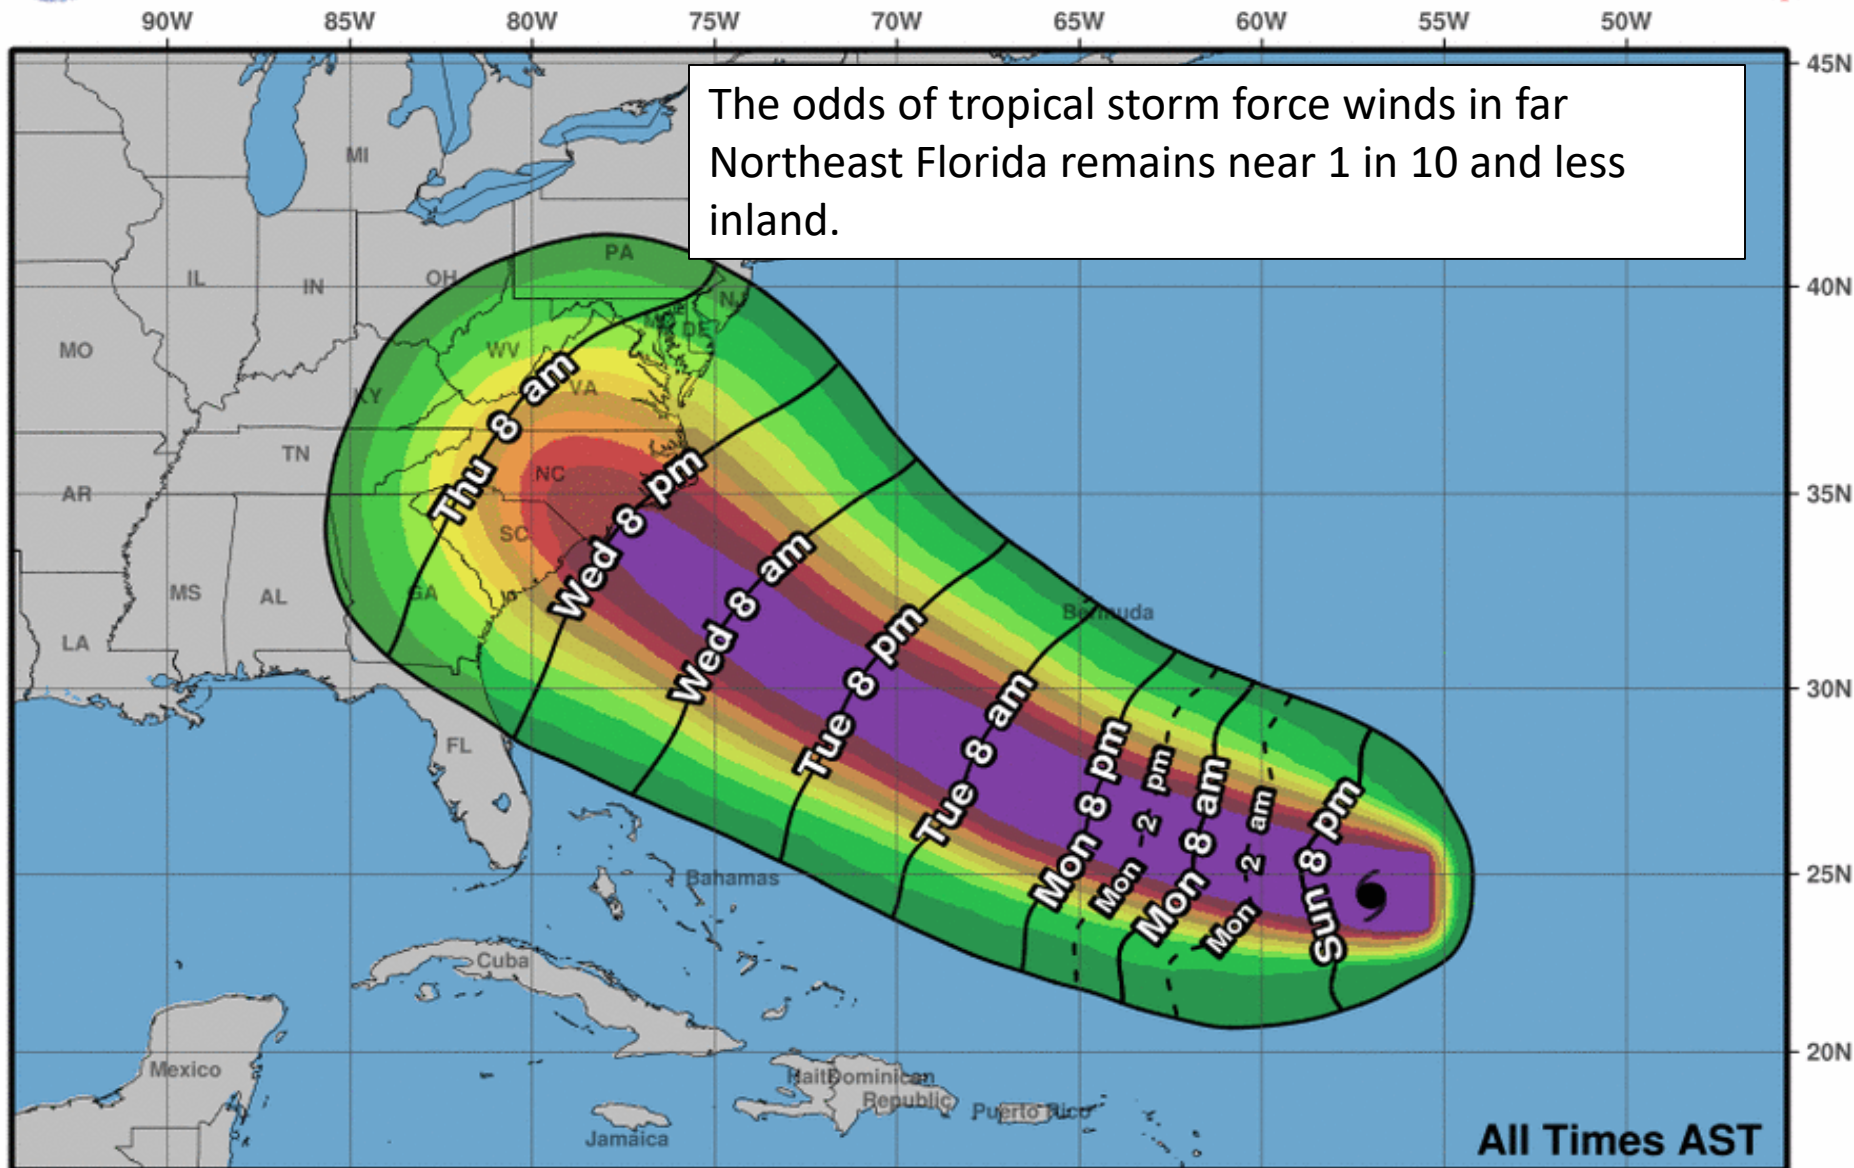 90W 85W 80W 75W 70W 65W 60W 55W 50W
45N
The odds of tropical storm force winds in far
Northeast Florida remains near 1 in 10 and less
inland.
MI
PA
IL
IN
OH
40N
NJ
MD DE
MO
WV
VA
KY
TN
NC
AR
35N
SC
MS
AL
GA
LA
Bermuda
30N
FL
Thu 8 am
Wed 8 pm
Wed 8 am
Tue 8 pm
Tue 8 am
Mon 8 pm
Mon 2 pm
Mon 8 am
Mon 2 am
Sun 8 pm
25N
Bahamas
Cuba
20N
Mexico
Haiti
Dominican
Republic
Puerto Rico
Jamaica
All Times AST